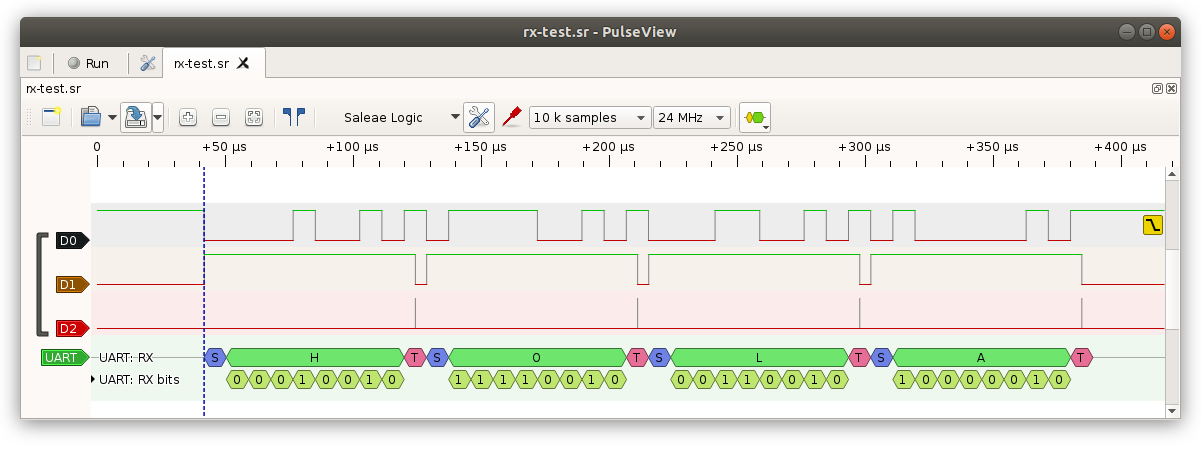 rx-test.sr - PulseView
Run
rx-test.sr
rx-test.sr
Saleae Logic 10 k samples 24 MHz
0 +50 µs +100 µs +150 µs +200 µs +250 µs +300 µs +350 µs +400 µs
D0
D1
D2
UART UART: RX S H T S O T S L T S A T
UART: RX bits 0 0 0 1 0 0 1 0 1 1 1 1 0 0 1 0 0 0 1 1 0 0 1 0 1 0 0 0 0 0 1 0